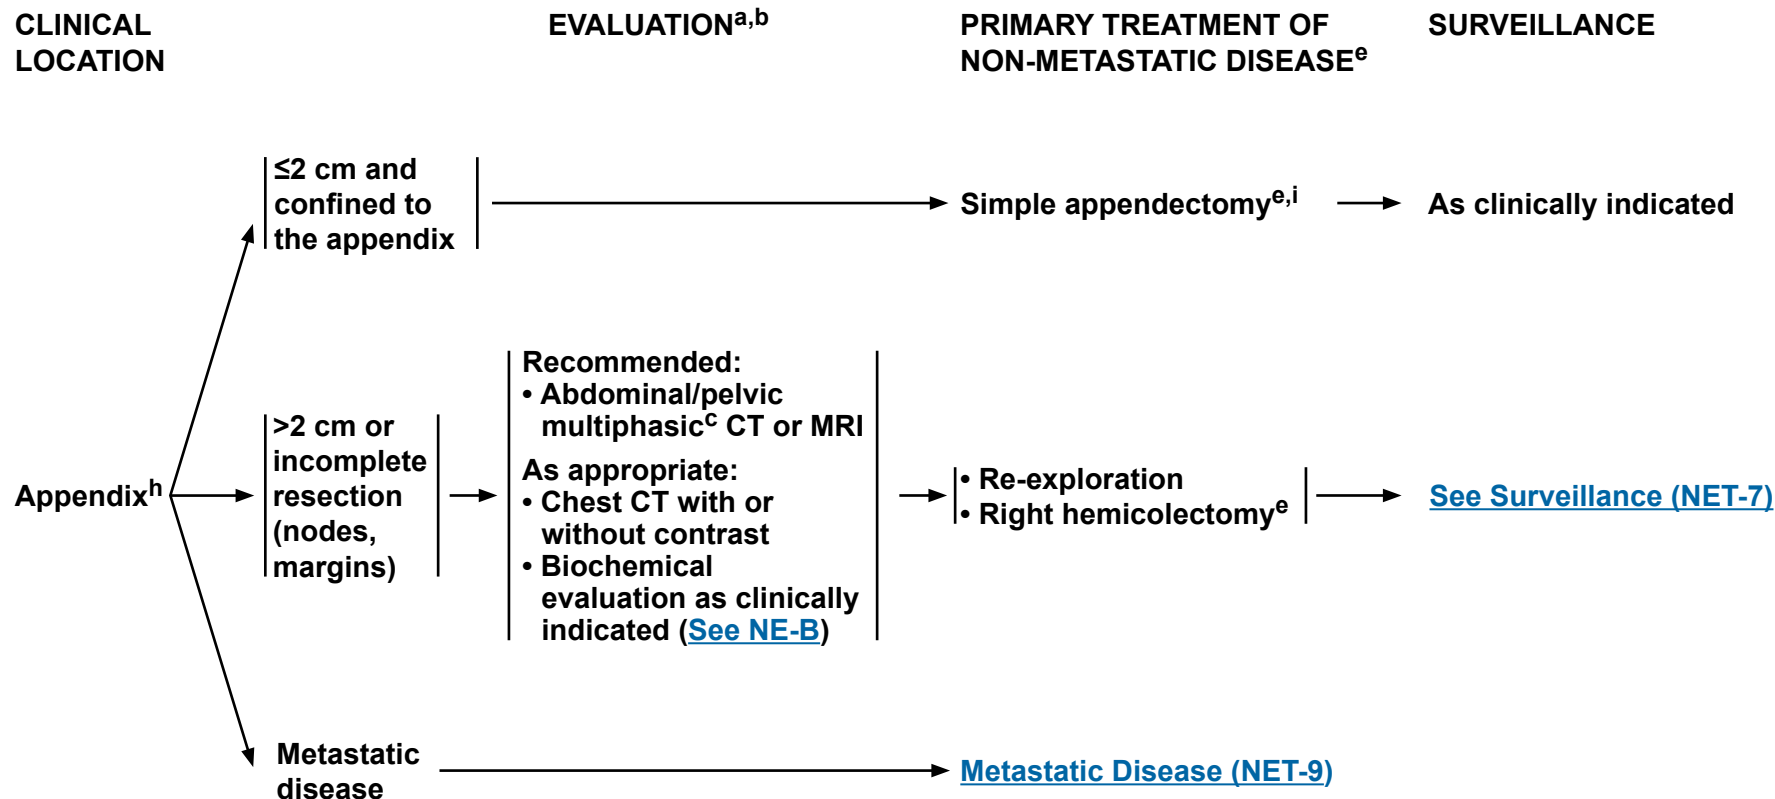 CLINICAL
LOCATION
EVALUATIONa,b
PRIMARY TREATMENT OF
NON-METASTATIC DISEASEe
SURVEILLANCE
≤2 cm and
confined to
the appendix
Simple appendectomye,i
As clinically indicated
Appendixh
>2 cm or
incomplete
resection
(nodes,
margins)
Recommended:
• Abdominal/pelvic
multiphasicc CT or MRI
As appropriate:
• Chest CT with or
without contrast
• Biochemical
evaluation as clinically
indicated (See NE-B)
• Re-exploration
• Right hemicolectomye
See Surveillance (NET-7)
Metastatic
disease
Metastatic Disease (NET-9)